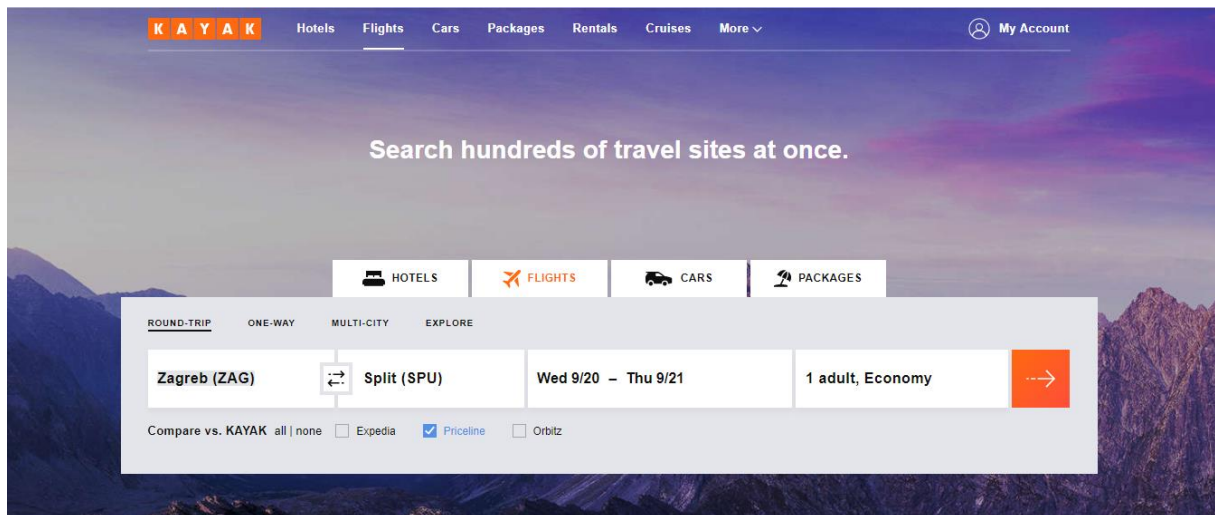 KAYAK Hotels Flights Cars Packages Rentals Cruises More My Account
Search hundreds of travel sites at once.
HOTELS FLIGHTS CARS PACKAGES
ROUND-TRIP ONE-WAY MULTI-CITY EXPLORE
Zagreb (ZAG) Split (SPU) Wed 9/20 – Thu 9/21 1 adult, Economy
Compare vs. KAYAK all | none Expedia Priceline Orbitz